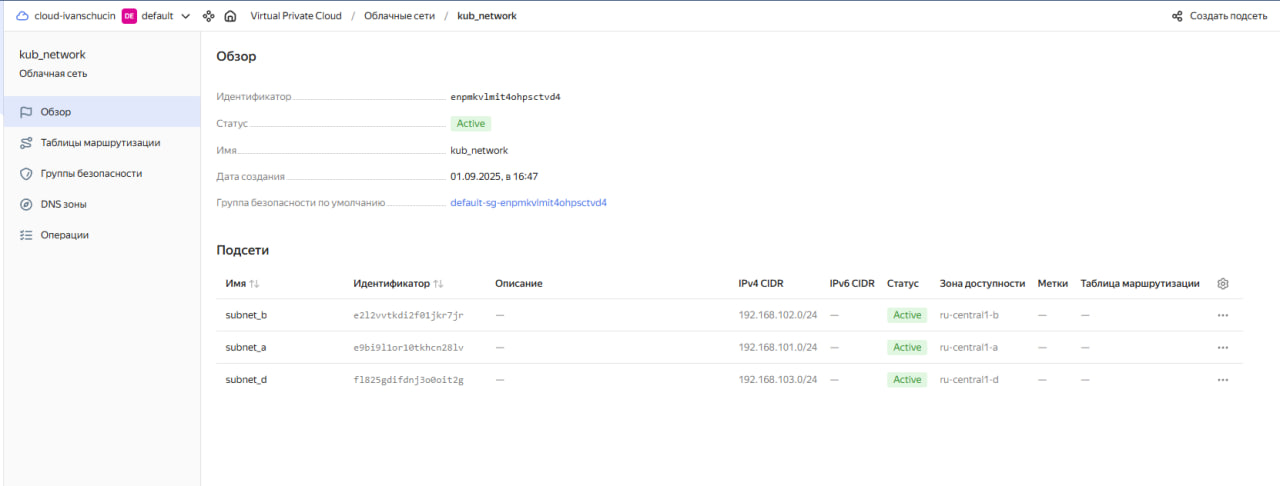 cloud-ivanschucin DE default Virtual Private Cloud / Облачные сети / kub_network Создать подсеть
kub_network
Облачная сеть
Обзор
Таблицы маршрутизации
Группы безопасности
DNS зоны
Операции
Обзор
Идентификатор enpmkvlmit4ohpsctvd4
Статус Active
Имя kub_network
Дата создания 01.09.2025, в 16:47
Группа безопасности по умолчанию default-sg-enpmkvlmit4ohpsctvd4
Подсети
Имя Идентификатор Описание IPv4 CIDR IPv6 CIDR Статус Зона доступности Метки Таблица маршрутизации
subnet_b e2l2vvtkdi2f01jkr7jr — 192.168.102.0/24 — Active ru-central1-b — —
subnet_a e9bi9l1or10tkhcn28lv — 192.168.101.0/24 — Active ru-central1-a — —
subnet_d fl825gdifdnj3o0oit2g — 192.168.103.0/24 — Active ru-central1-d — —